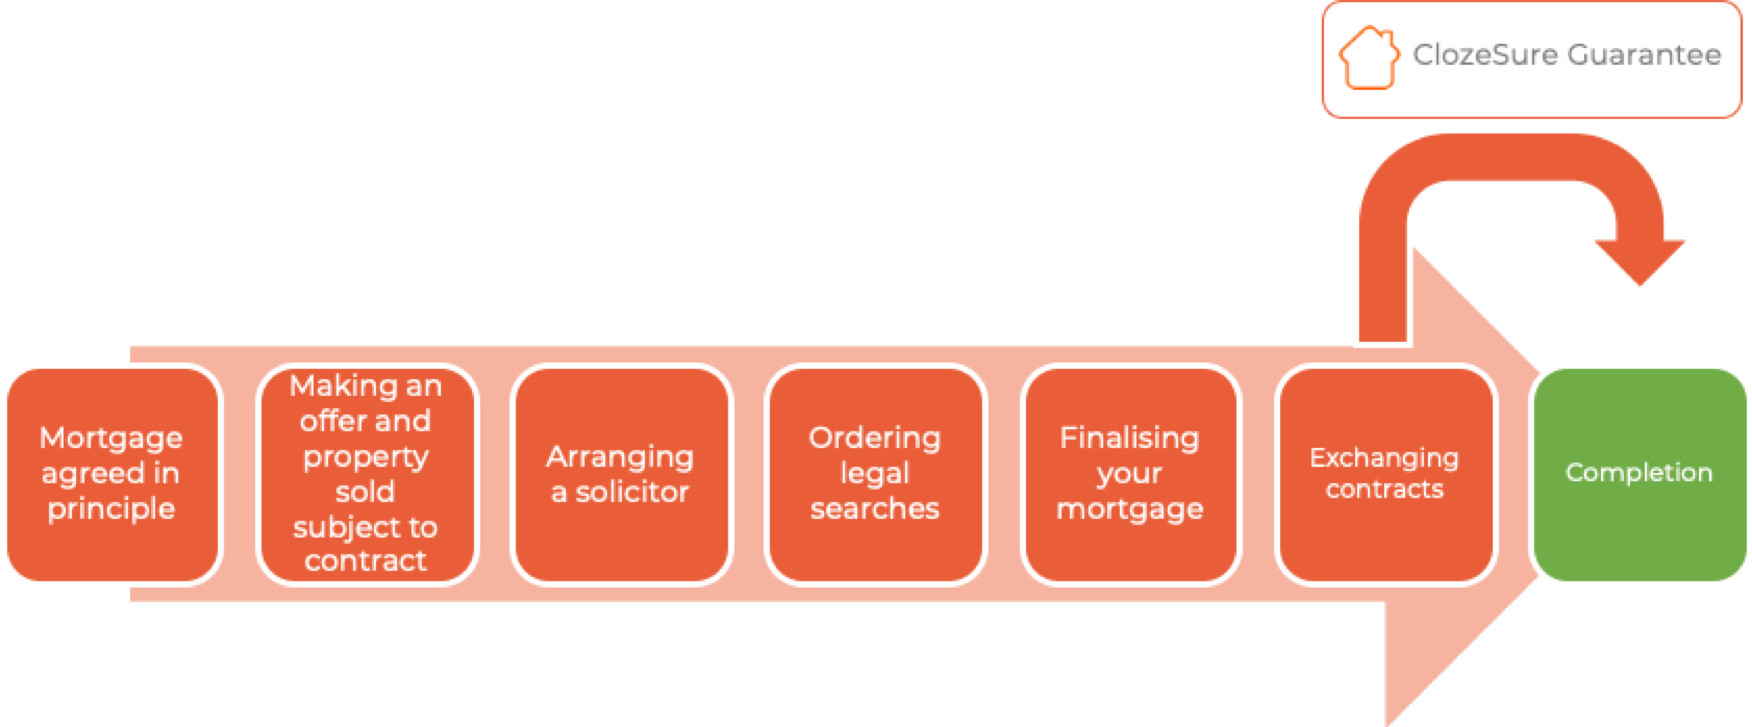 ClozeSure Guarantee
Mortgage
agreed in
principle
Making an
offer and
property
sold
subject to
contract
Arranging
a solicitor
Ordering
legal
searches
Finalising
your
mortgage
Exchanging
contracts
Completion